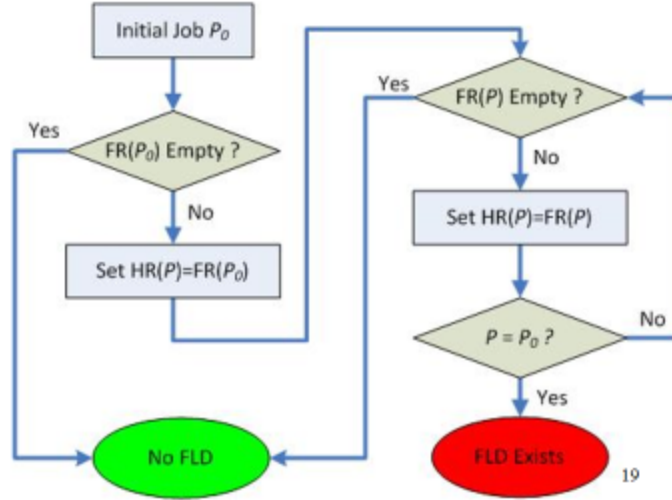 Initial Job P₀
Yes
FR(P₀) Empty ?
No
Set HR(P)=FR(P₀)
No FLD
Yes
FR(P) Empty ?
No
Set HR(P)=FR(P)
P = P₀ ?
No
Yes
FLD Exists
19